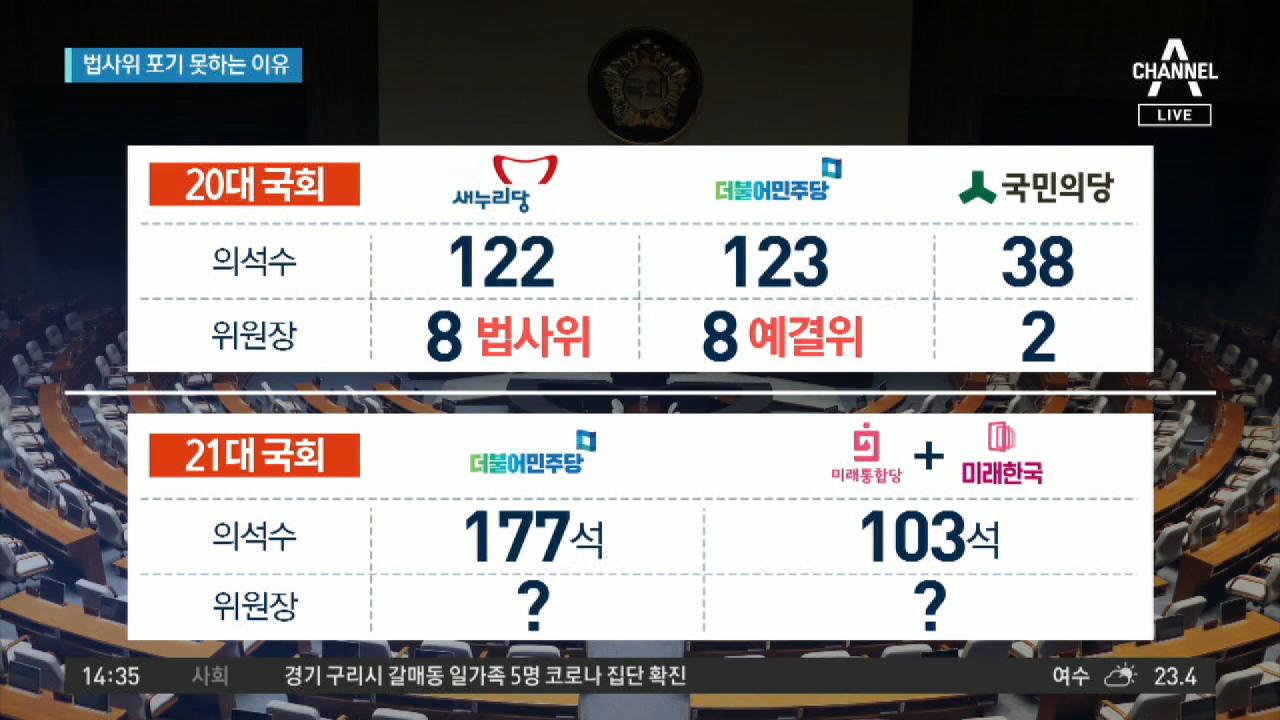 법사위 포기 못하는 이유
CHANNEL
LIVE
국회
20대 국회 새누리당 더불어민주당 국민의당
의석수 122 123 38
위원장 8 법사위 8 예결위 2
21대 국회 더불어민주당 미래통합당 + 미래한국
의석수 177석 103석
위원장 ? ?
14:35 사회 경기 구리시 갈매동 일가족 5명 코로나 집단 확진 여수 23.4